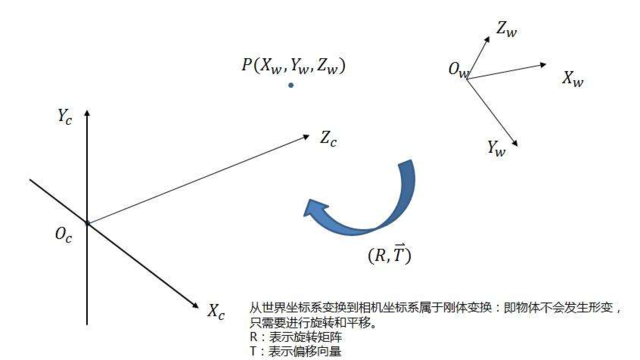 Z_w
P(X_w, Y_w, Z_w)
O_w
X_w
Y_c
Z_c
Y_w
O_c
(R, \vec{T})
X_c
从世界坐标系变换到相机坐标系属于刚体变换：即物体不会发生形变，
只需要进行旋转和平移。
R：表示旋转矩阵
T：表示偏移向量